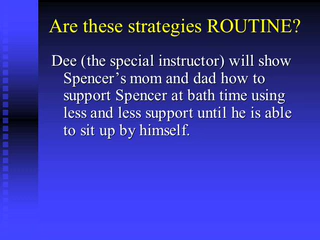 Are these strategies ROUTINE?
Dee (the special instructor) will show
Spencer's mom and dad how to
support Spencer at bath time using
less and less support until he is able
to sit up by himself.